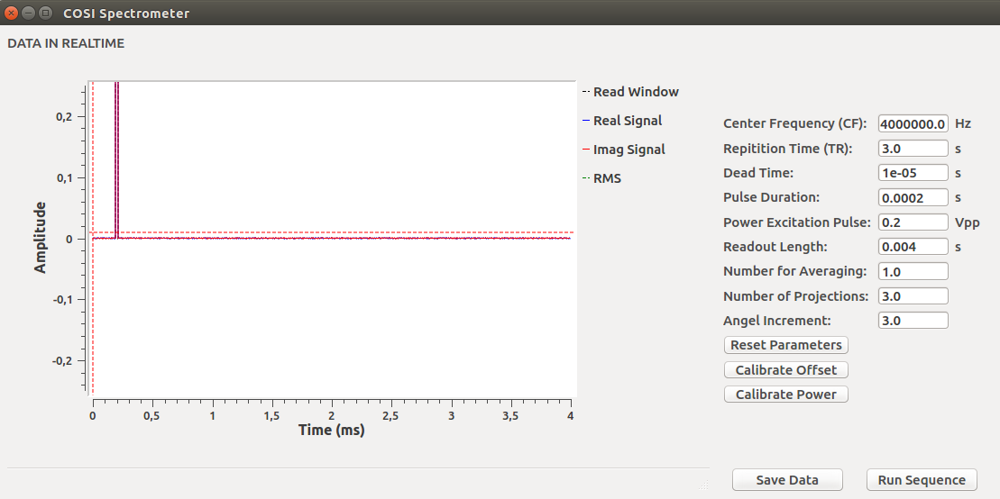 COSI Spectrometer
DATA IN REALTIME
0,2
0,1
0
-0,1
-0,2
Amplitude
0 0,5 1 1,5 2 2,5 3 3,5 4
Time (ms)
Read Window
Real Signal
Imag Signal
RMS
Center Frequency (CF): 4000000.0 Hz
Repitition Time (TR): 3.0 s
Dead Time: 1e-05 s
Pulse Duration: 0.0002 s
Power Excitation Pulse: 0.2 Vpp
Readout Length: 0.004 s
Number for Averaging: 1.0
Number of Projections: 3.0
Angel Increment: 3.0
Reset Parameters
Calibrate Offset
Calibrate Power
Save Data Run Sequence